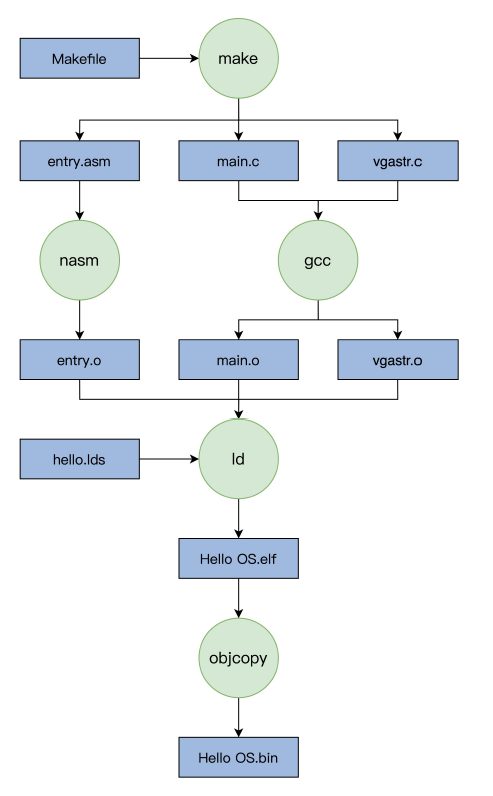 Makefile
make
entry.asm
main.c
vgastr.c
nasm
gcc
entry.o
main.o
vgastr.o
hello.lds
ld
Hello OS.elf
objcopy
Hello OS.bin